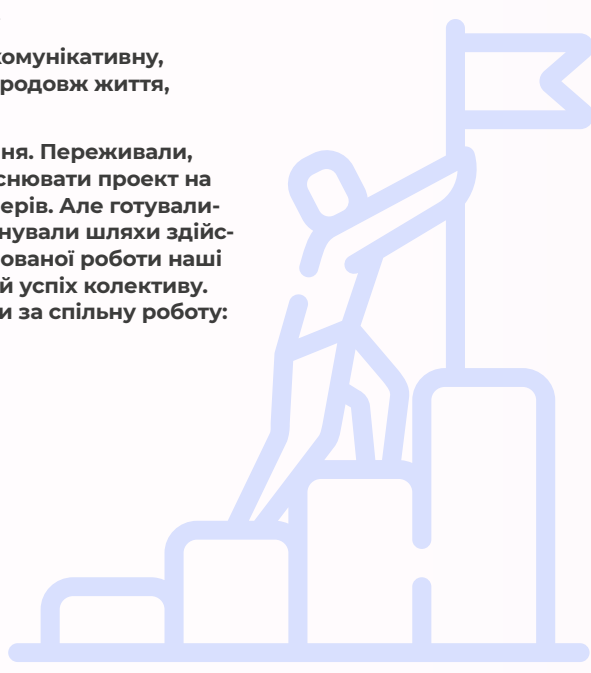 комунікативну,
родовж життя,
ня. Переживали,
снювати проект на
ерів. Але готували-
нували шляхи здійс-
ованої роботи наші
й успіх колективу.
и за спільну роботу: